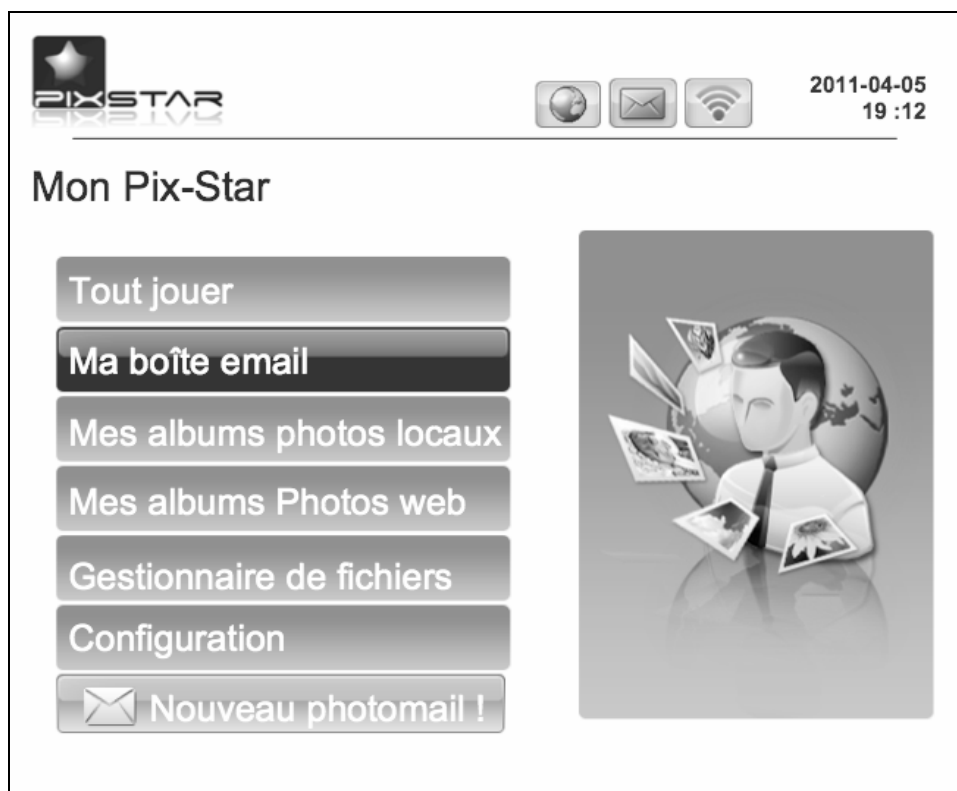 PIXSTAR
2011-04-05
19 :12
Mon Pix-Star
Tout jouer
Ma boîte email
Mes albums photos locaux
Mes albums Photos web
Gestionnaire de fichiers
Configuration
Nouveau photomail !